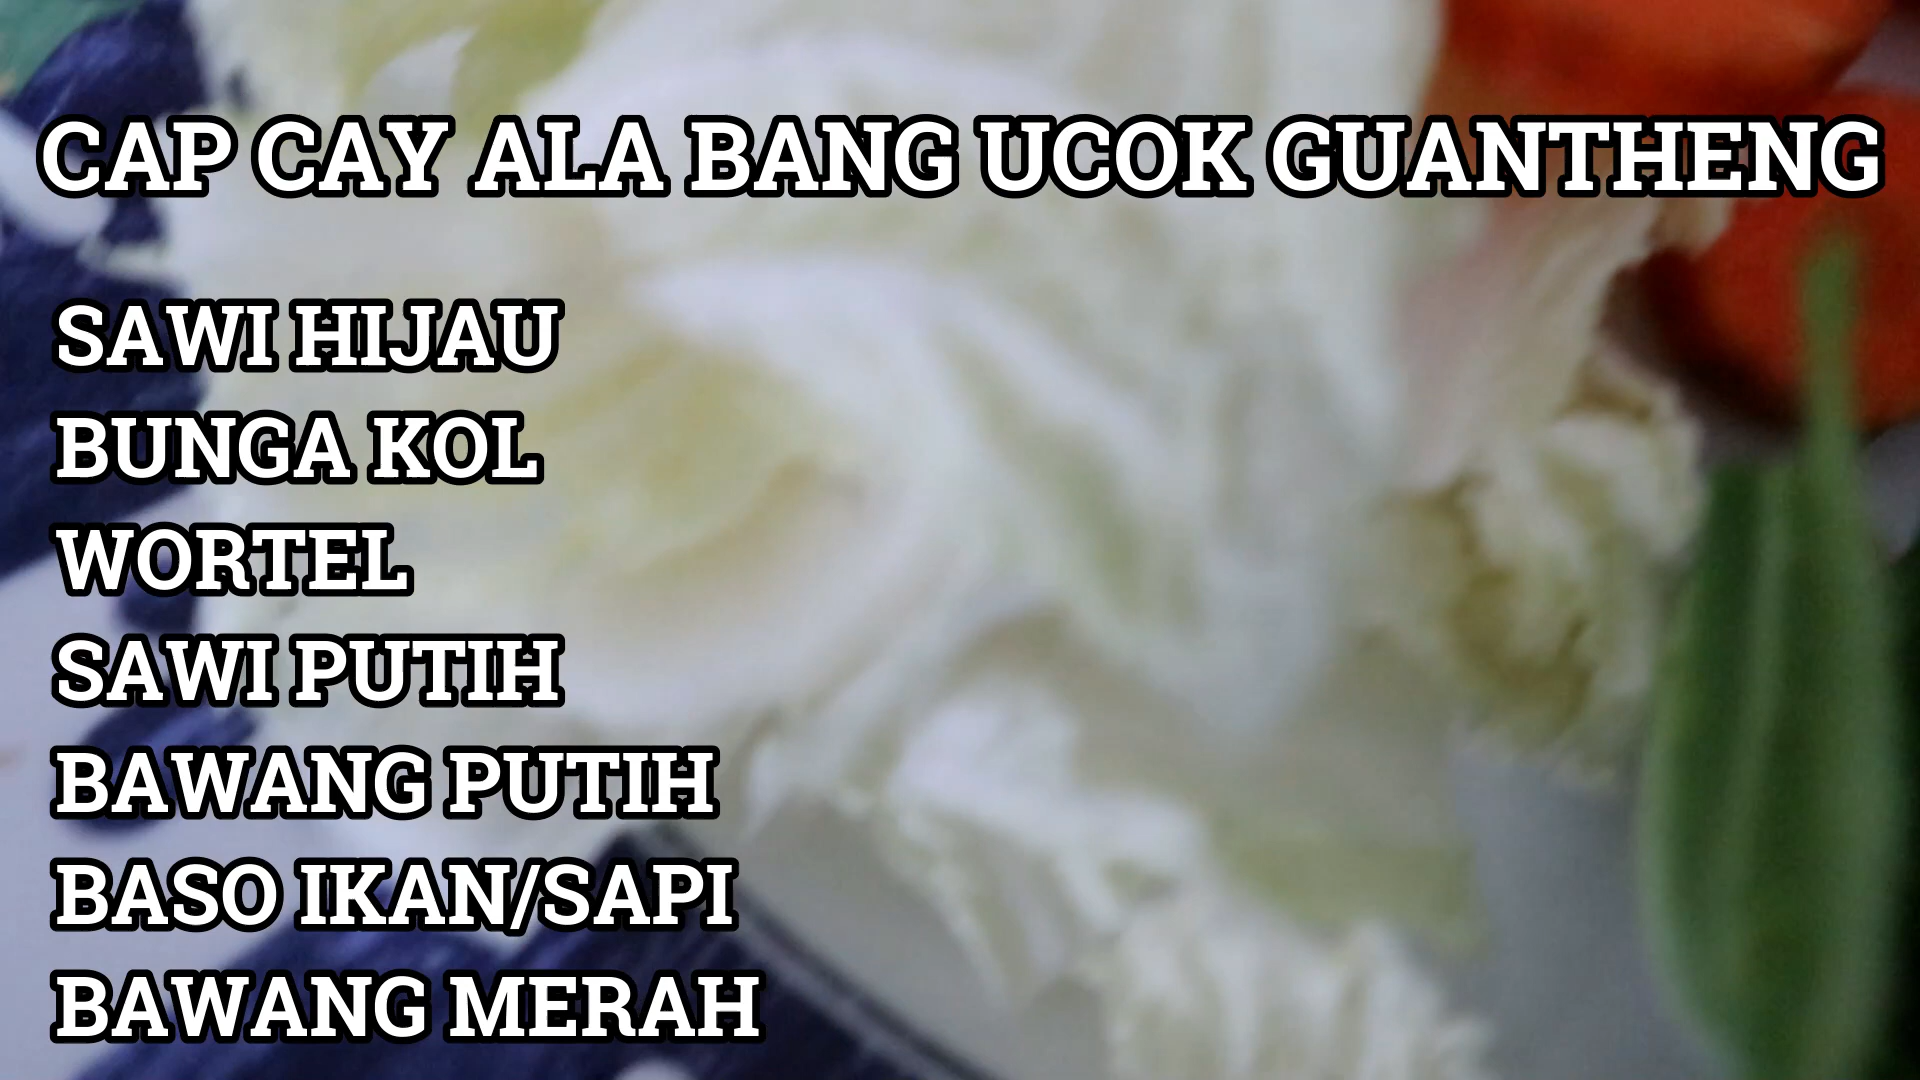 CAP CAY ALA BANG UCOK GUANTHENG
SAWI HIJAU
BUNGA KOL
WORTEL
SAWI PUTIH
BAWANG PUTIH
BASO IKAN/SAPI
BAWANG MERAH